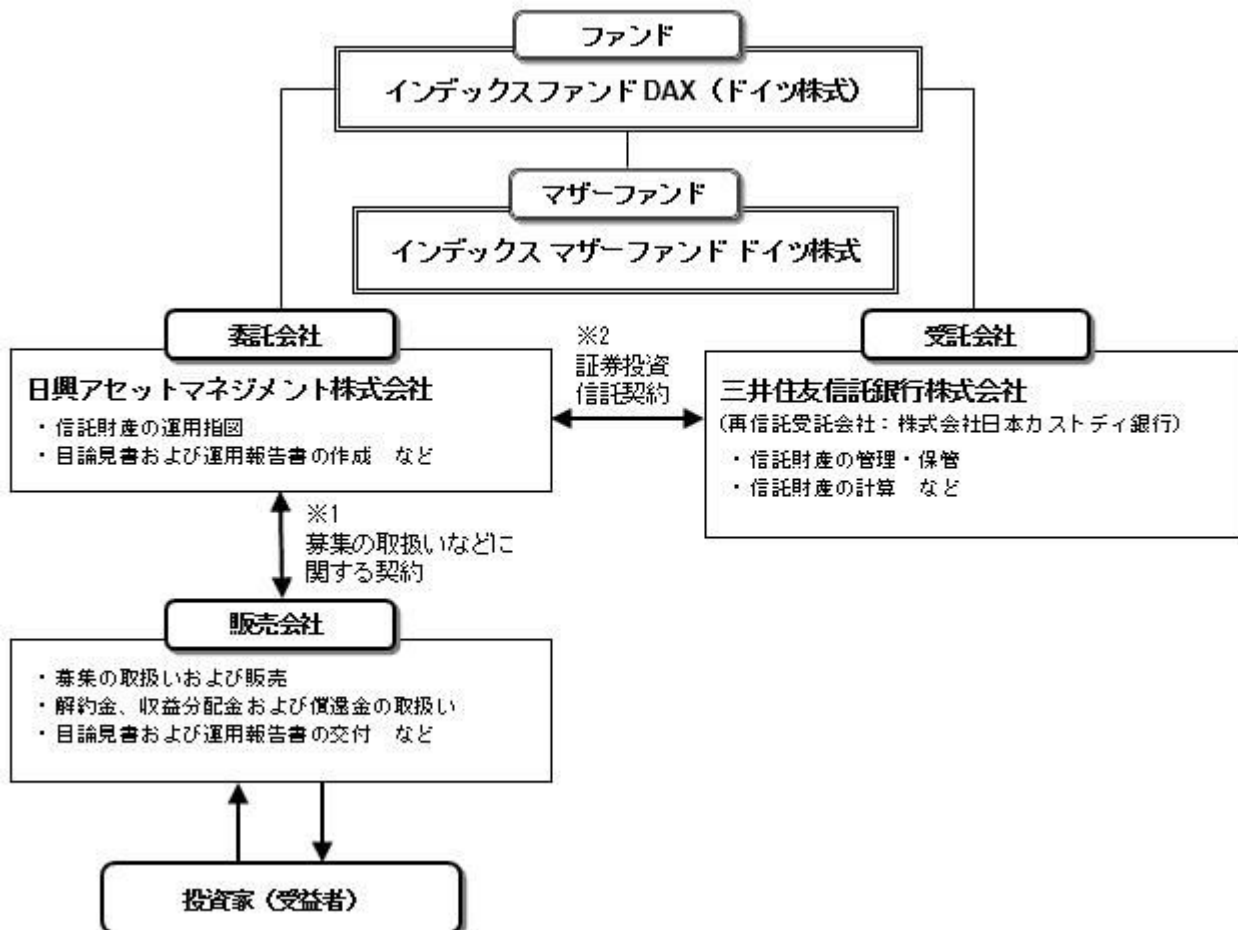 ファンド
インデックスファンド DAX（ドイツ株式）
マザーファンド
インデックス マザーファンド ドイツ株式
委託会社
日興アセットマネジメント株式会社
・信託財産の運用指図
・目論見書および運用報告書の作成　など
※2
証券投資
信託契約
受託会社
三井住友信託銀行株式会社
(再信託受託会社：株式会社日本カストディ銀行)
・信託財産の管理・保管
・信託財産の計算　など
※1
募集の取扱いなどに
関する契約
販売会社
・募集の取扱いおよび販売
・解約金、収益分配金および償還金の取扱い
・目論見書および運用報告書の交付　など
投資家（受益者）